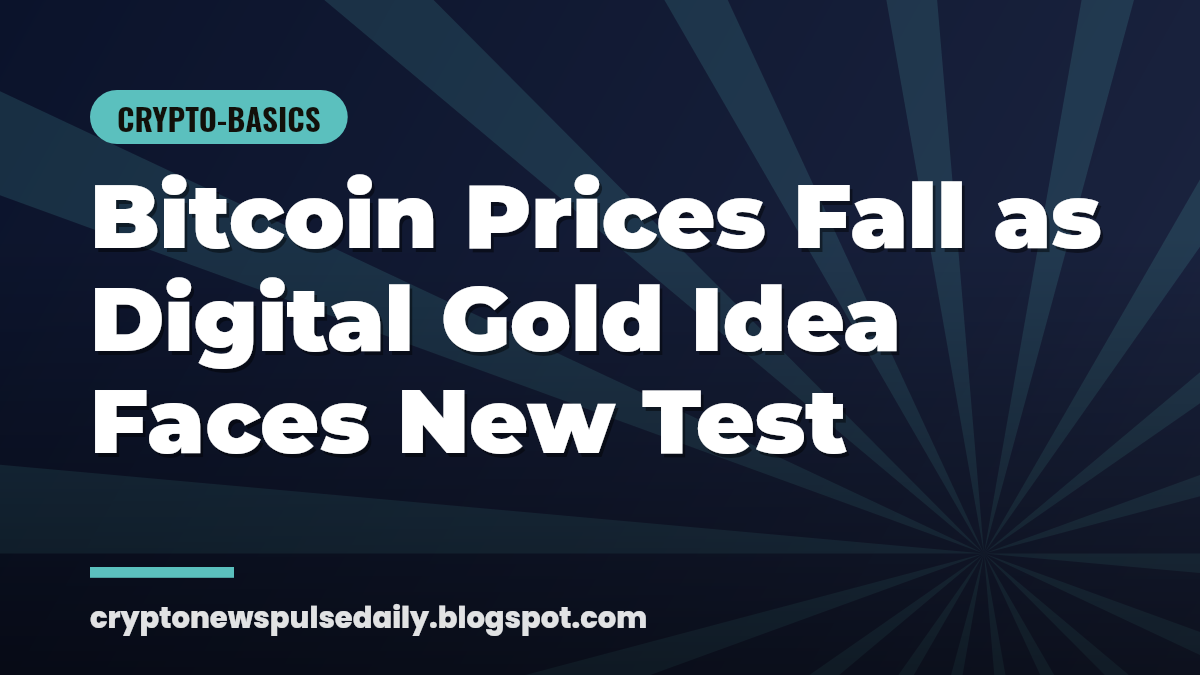 CRYPTO-BASICS
Bitcoin Prices Fall as
Digital Gold Idea
Faces New Test
cryptonewspulsedaily.blogspot.com